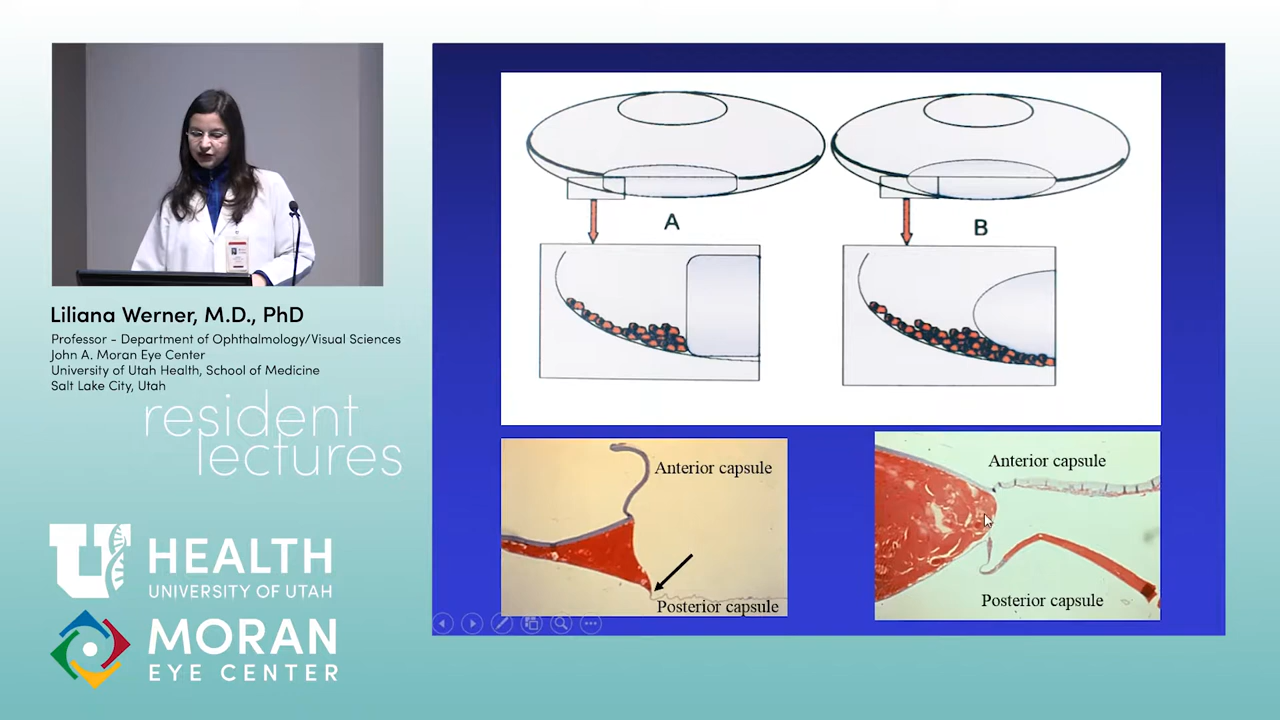 Liliana Werner, M.D., PhD
Professor - Department of Ophthalmology/Visual Sciences
John A. Moran Eye Center
University of Utah Health, School of Medicine
Salt Lake City, Utah
resident
lectures
U HEALTH
UNIVERSITY OF UTAH
MORAN
EYE CENTER
A
B
Anterior capsule
Posterior capsule
Anterior capsule
Posterior capsule